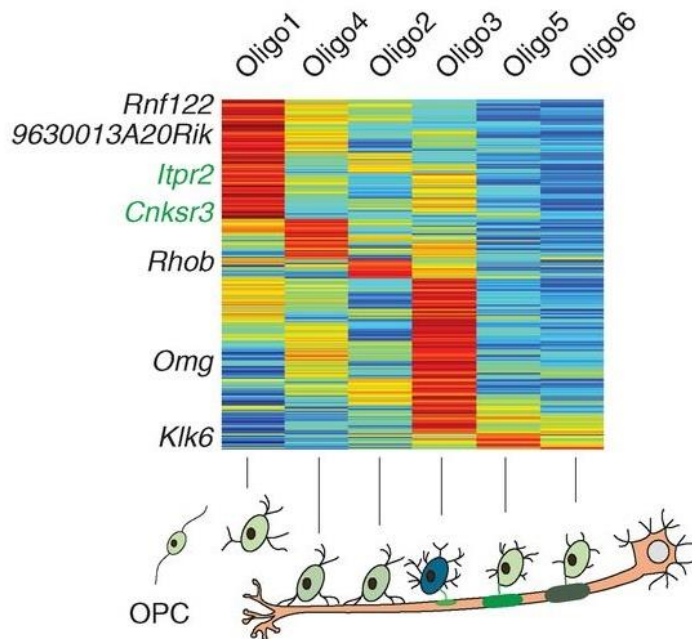 Oligo1 Oligo4 Oligo2 Oligo3 Oligo5 Oligo6
Rnf122
9630013A20Rik
Itpr2
Cnksr3
Rhob
Omg
Klk6
OPC